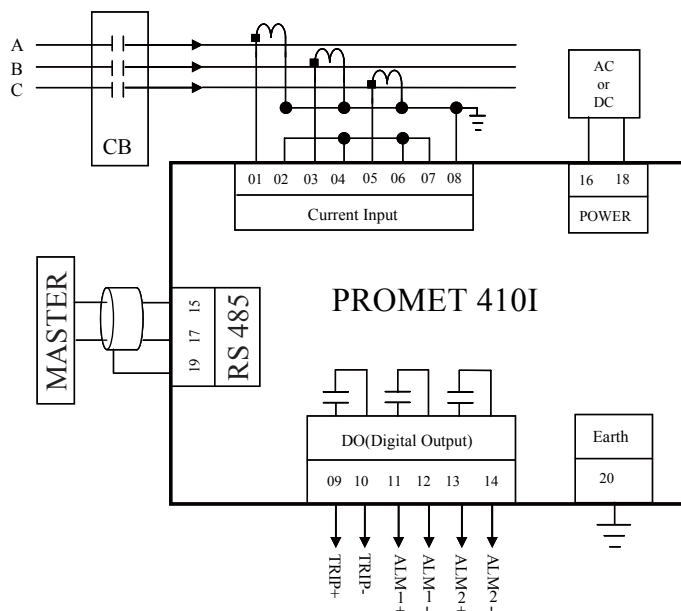 A
B
C
CB
AC
or
DC
01 02 03 04 05 06 07 08
Current Input
16 18
POWER
MASTER
15
17
19
RS 485
PROMET 410I
DO(Digital Output)
09 10 11 12 13 14
Earth
20
TRIP+
TRIP-
ALM1+
ALM1-
ALM2+
ALM2-